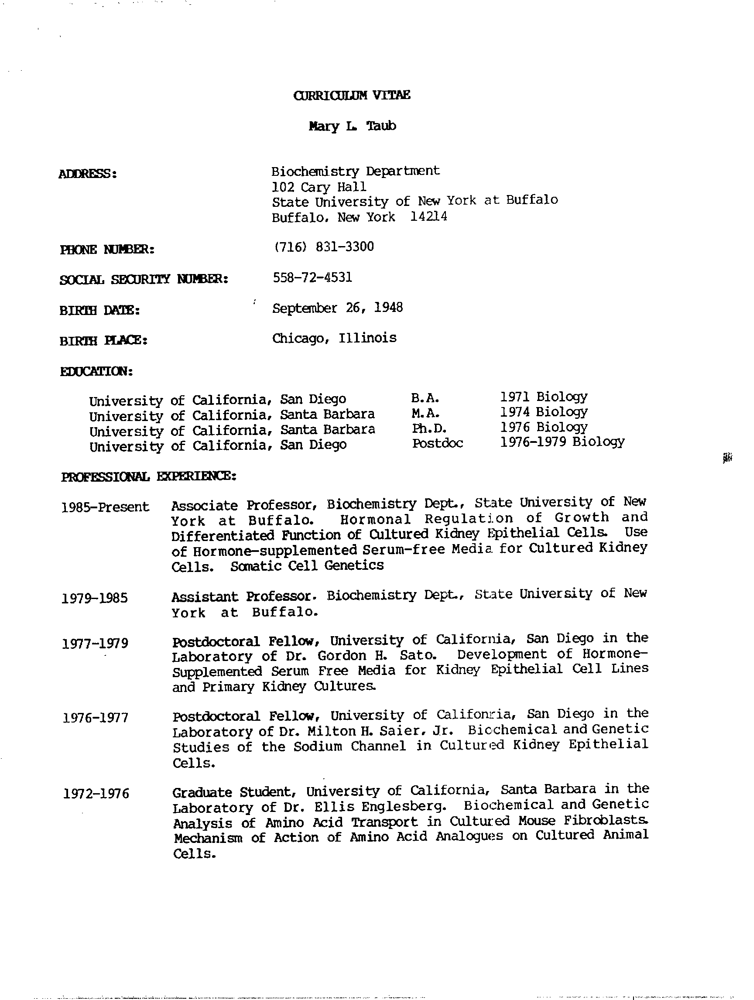 CURRICULUM VITAE
Mary L. Taub
ADDRESS: Biochemistry Department
102 Cary Hall
State University of New York at Buffalo
Buffalo, New York 14214
PHONE NUMBER: (716) 831-3300
SOCIAL SECURITY NUMBER: 558-72-4531
BIRTH DATE: September 26, 1948
BIRTH PLACE: Chicago, Illinois
EDUCATION:
University of California, San Diego B.A. 1971 Biology
University of California, Santa Barbara M.A. 1974 Biology
University of California, Santa Barbara Ph.D. 1976 Biology
University of California, San Diego Postdoc 1976-1979 Biology
PROFESSIONAL EXPERIENCE:
1985-Present Associate Professor, Biochemistry Dept., State University of New
York at Buffalo. Hormonal Regulation of Growth and
Differentiated Function of Cultured Kidney Epithelial Cells. Use
of Hormone-supplemented Serum-free Media for Cultured Kidney
Cells. Somatic Cell Genetics
1979-1985 Assistant Professor. Biochemistry Dept., State University of New
York at Buffalo.
1977-1979 Postdoctoral Fellow, University of California, San Diego in the
Laboratory of Dr. Gordon H. Sato. Development of Hormone-
Supplemented Serum Free Media for Kidney Epithelial Cell Lines
and Primary Kidney Cultures.
1976-1977 Postdoctoral Fellow, University of Califonria, San Diego in the
Laboratory of Dr. Milton H. Saier, Jr. Biochemical and Genetic
Studies of the Sodium Channel in Cultured Kidney Epithelial
Cells.
1972-1976 Graduate Student, University of California, Santa Barbara in the
Laboratory of Dr. Ellis Englesberg. Biochemical and Genetic
Analysis of Amino Acid Transport in Cultured Mouse Fibroblasts.
Mechanism of Action of Amino Acid Analogues on Cultured Animal
Cells.